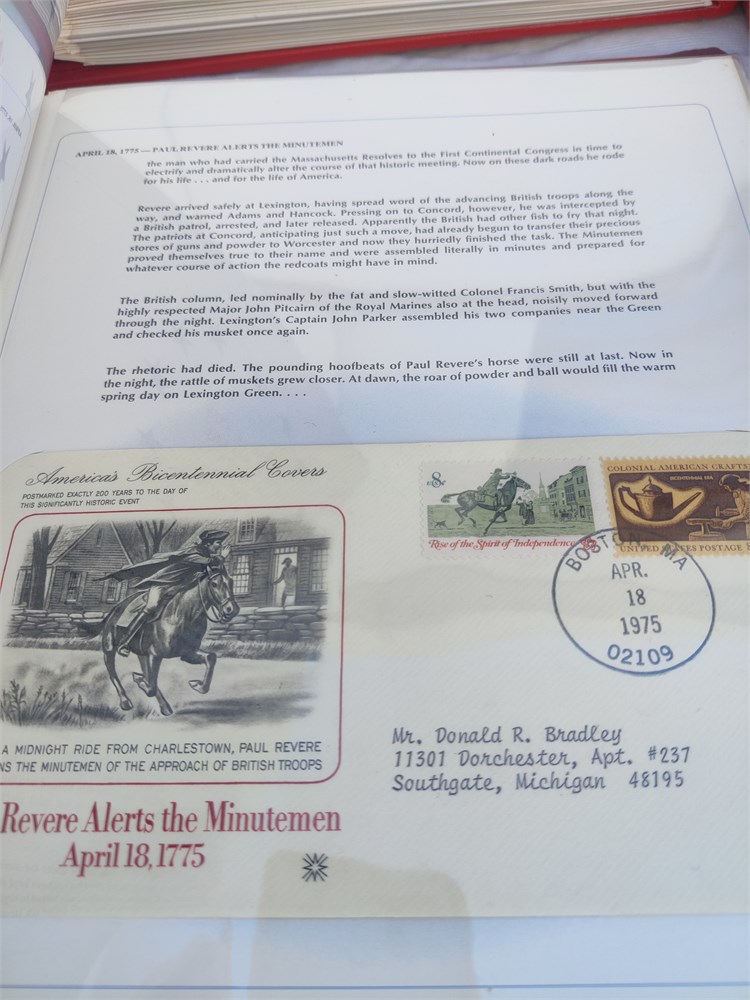 APRIL 18, 1775 — PAUL REVERE ALERTS THE MINUTEMEN
the man who had carried the Massachusetts Resolves to the First Continental Congress in time to
electrify and dramatically alter the course of that historic meeting. Now on these dark roads he rode
for his life . . . and for the life of America.
Revere arrived safely at Lexington, having spread word of the advancing British troops along the
way, and warned Adams and Hancock. Pressing on to Concord, however, he was intercepted by
a British patrol, arrested, and later released. Apparently the British had other fish to fry that night.
The patriots at Concord, anticipating just such a move, had already begun to transfer their precious
stores of guns and powder to Worcester and now they hurriedly finished the task. The Minutemen
proved themselves true to their name and were assembled literally in minutes and prepared for
whatever course of action the redcoats might have in mind.
The British column, led nominally by the fat and slow-witted Colonel Francis Smith, but with the
highly respected Major John Pitcairn of the Royal Marines also at the head, noisily moved forward
through the night. Lexington's Captain John Parker assembled his two companies near the Green
and checked his musket once again.
The rhetoric had died. The pounding hoofbeats of Paul Revere's horse were still at last. Now in
the night, the rattle of muskets grew closer. At dawn, the roar of powder and ball would fill the warm
spring day on Lexington Green. . . .
America's Bicentennial Covers
POSTMARKED EXACTLY 200 YEARS TO THE DAY OF
THIS SIGNIFICANTLY HISTORIC EVENT
8c
US
Rise of the Spirit of Independence
COLONIAL AMERICAN CRAFTS
BICENTENNIAL ERA
UNITED STATES POSTAGE 8
BOSTON, MA
APR.
18
1975
02109
A MIDNIGHT RIDE FROM CHARLESTOWN, PAUL REVERE
NS THE MINUTEMEN OF THE APPROACH OF BRITISH TROOPS
Revere Alerts the Minutemen
April 18, 1775
Mr. Donald R. Bradley
11301 Dorchester, Apt. #237
Southgate, Michigan 48195